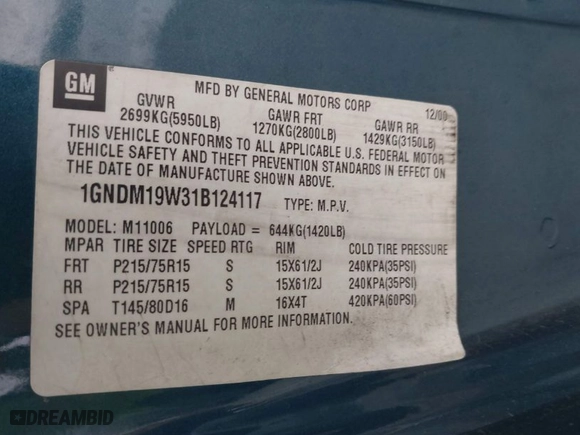 GM
MFD BY GENERAL MOTORS CORP
12/00
GVWR GAWR FRT GAWR RR
2699KG(5950LB) 1270KG(2800LB) 1429KG(3150LB)
THIS VEHICLE CONFORMS TO ALL APPLICABLE U.S. FEDERAL MOTOR
VEHICLE SAFETY AND THEFT PREVENTION STANDARDS IN EFFECT ON
THE DATE OF MANUFACTURE SHOWN ABOVE.
1GNDM19W31B124117 TYPE: M.P.V.
MODEL: M11006 PAYLOAD = 644KG(1420LB)
MPAR TIRE SIZE SPEED RTG RIM COLD TIRE PRESSURE
FRT P215/75R15 S 15X61/2J 240KPA(35PSI)
RR P215/75R15 S 15X61/2J 240KPA(35PSI)
SPA T145/80D16 M 16X4T 420KPA(60PSI)
SEE OWNER'S MANUAL FOR MORE INFORMATION
DREAMBID